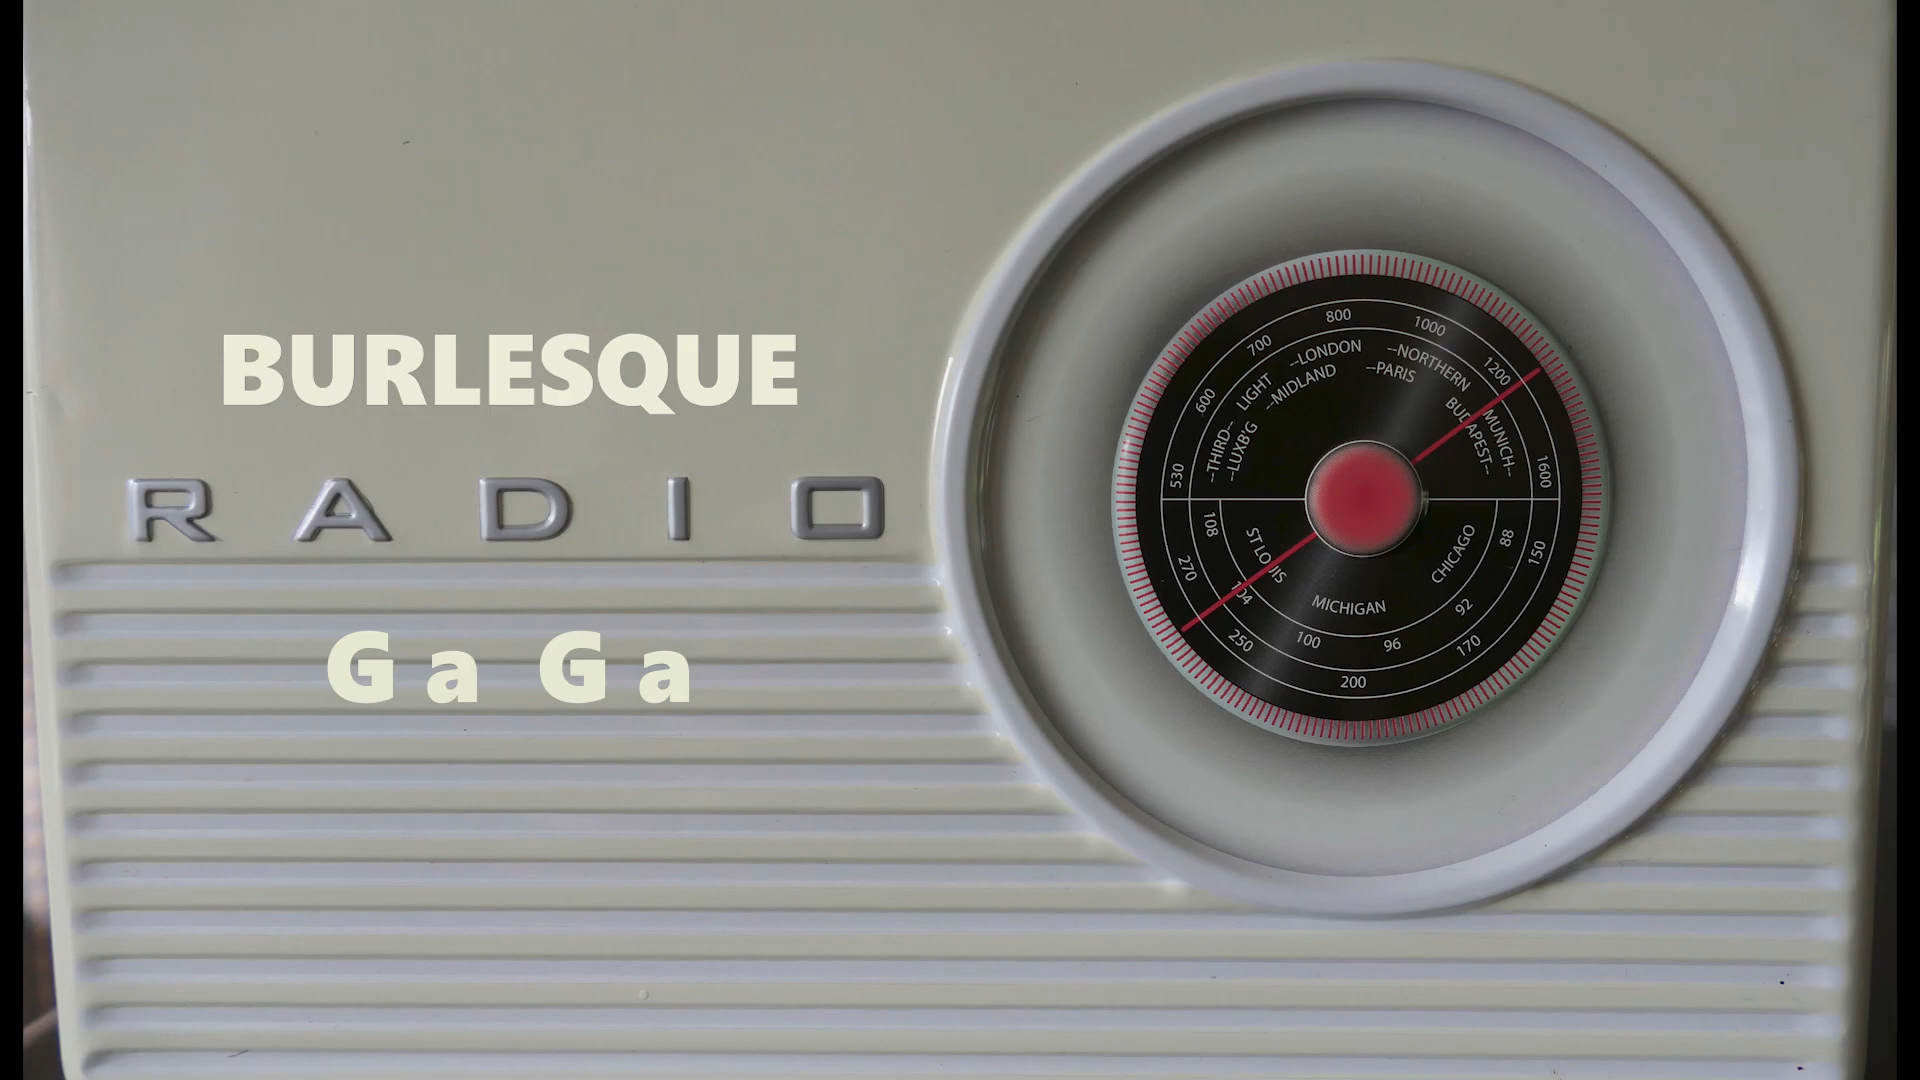 BURLESQUE
RADIO
Ga Ga
530 600 700 800 1000 1200 1600
--THIRD-- LIGHT --LONDON --NORTHERN MUNICH--
--LUXB'G --MIDLAND --PARIS BUDAPEST--
108 104 100 96 92 88
ST LOUIS MICHIGAN CHICAGO
270 250 200 170 150